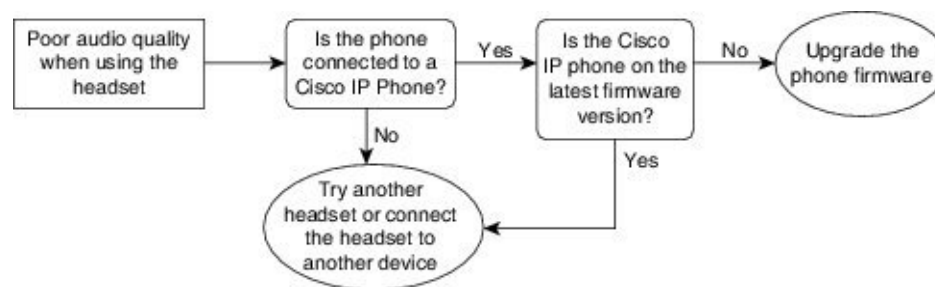 Poor audio quality
when using the
headset
Is the phone
connected to a
Cisco IP Phone?
Yes
Is the Cisco
IP phone on the
latest firmware
version?
No
Upgrade the
phone firmware
No
Yes
Try another
headset or connect
the headset to
another device